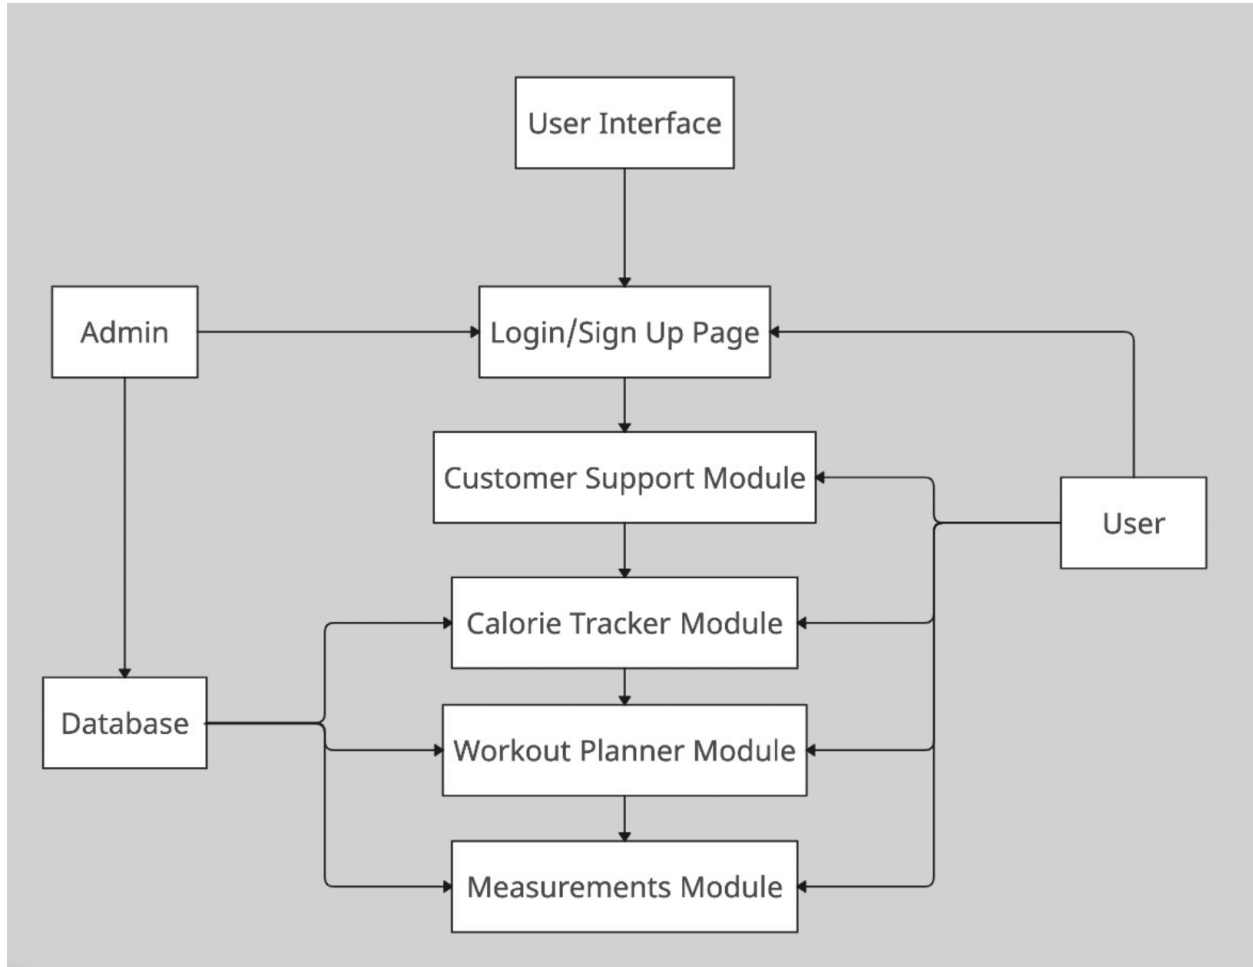 User Interface
Admin
Login/Sign Up Page
Customer Support Module
User
Calorie Tracker Module
Database
Workout Planner Module
Measurements Module